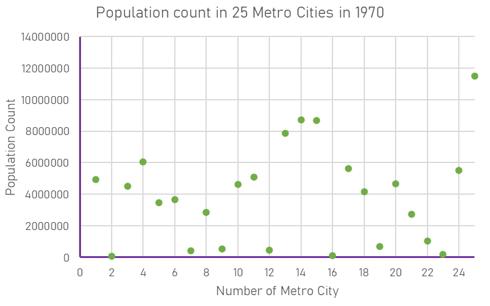 Population count in 25 Metro Cities in 1970
14000000
12000000
10000000
8000000
6000000
4000000
2000000
0
Population Count
0 2 4 6 8 10 12 14 16 18 20 22 24
Number of Metro City